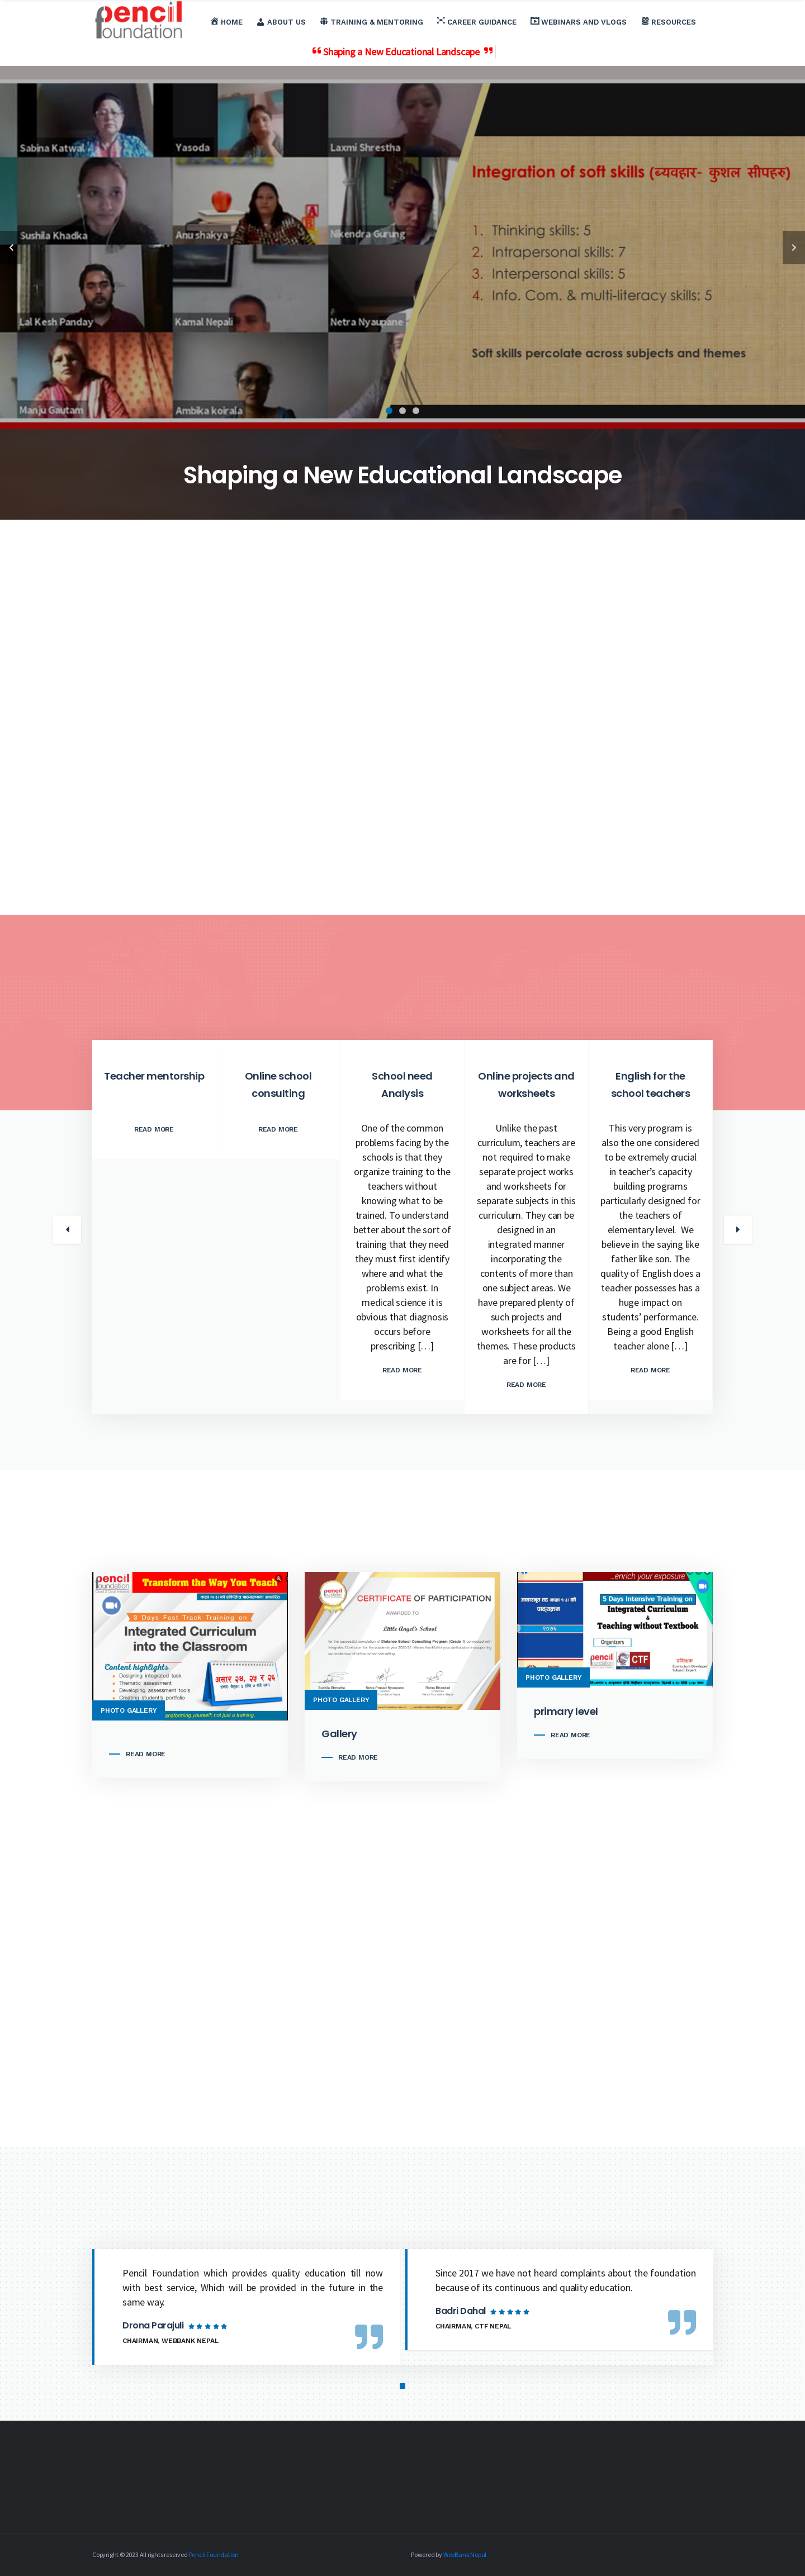 pencil
foundation
HOME ABOUT US TRAINING & MENTORING CAREER GUIDANCE WEBINARS AND VLOGS RESOURCES
Shaping a New Educational Landscape
Sabina Katwal
Yasoda
Laxmi Shrestha
Sushila Khadka
Anu shakya
Nikendra Gurung
Lal Kesh Panday
Kamal Nepali
Netra Nyaupane
Manju Gautam
Ambika koirala
Integration of soft skills (ब्यवहार- कुशल सीपहरु)
1. Thinking skills: 5
2. Intrapersonal skills: 7
3. Interpersonal skills: 5
4. Info. Com. & multi-literacy skills: 5
Soft skills percolate across subjects and themes
Shaping a New Educational Landscape
Teacher mentorship
READ MORE
Online school
consulting
READ MORE
School need
Analysis
One of the common
problems facing by the
schools is that they
organize training to the
teachers without
knowing what to be
trained. To understand
better about the sort of
training that they need
they must first identify
where and what the
problems exist. In
medical science it is
obvious that diagnosis
occurs before
prescribing […]
READ MORE
Online projects and
worksheets
Unlike the past
curriculum, teachers are
not required to make
separate project works
and worksheets for
separate subjects in this
curriculum. They can be
designed in an
integrated manner
incorporating the
contents of more than
one subject areas. We
have prepared plenty of
such projects and
worksheets for all the
themes. These products
are for […]
READ MORE
English for the
school teachers
This very program is
also the one considered
to be extremely crucial
in teacher’s capacity
building programs
particularly designed for
the teachers of
elementary level. We
believe in the saying like
father like son. The
quality of English does a
teacher possesses has a
huge impact on
students’ performance.
Being a good English
teacher alone […]
READ MORE
pencil
foundation
Transform the Way You Teach
3 Days Fast Track Training on
Integrated Curriculum
into the Classroom
Content highlights
Designing integrated task
Thematic assessment
Developing assessment tools
Creating student's portfolio
असार २४, २५ र २६
transforming yourself; not just a training
PHOTO GALLERY
READ MORE
pencil
CERTIFICATE OF PARTICIPATION
AWARDED TO
Little Angel's School
PHOTO GALLERY
Gallery
READ MORE
...enrich your exposure
5 Days Intensive Training on
Integrated Curriculum
&
Teaching without Textbook
Organizers
pencil
CTF
PHOTO GALLERY
primary level
READ MORE
Pencil Foundation which provides quality education till now
with best service, Which will be provided in the future in the
same way.
Drona Parajuli
CHAIRMAN, WEBBANK NEPAL
Since 2017 we have not heard complaints about the foundation
because of its continuous and quality education.
Badri Dahal
CHAIRMAN, CTF NEPAL
Copyright © 2023 All rights reserved Pencil Foundation
Powered by WebBank Nepal